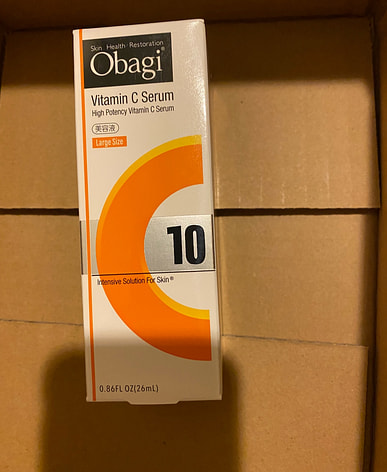 Skin Health Restoration
Obagi®
Vitamin C Serum
High Potency Vitamin C Serum
美容液
Large Size
10
Intensive Solution For Skin®
0.86FL OZ(26mL)